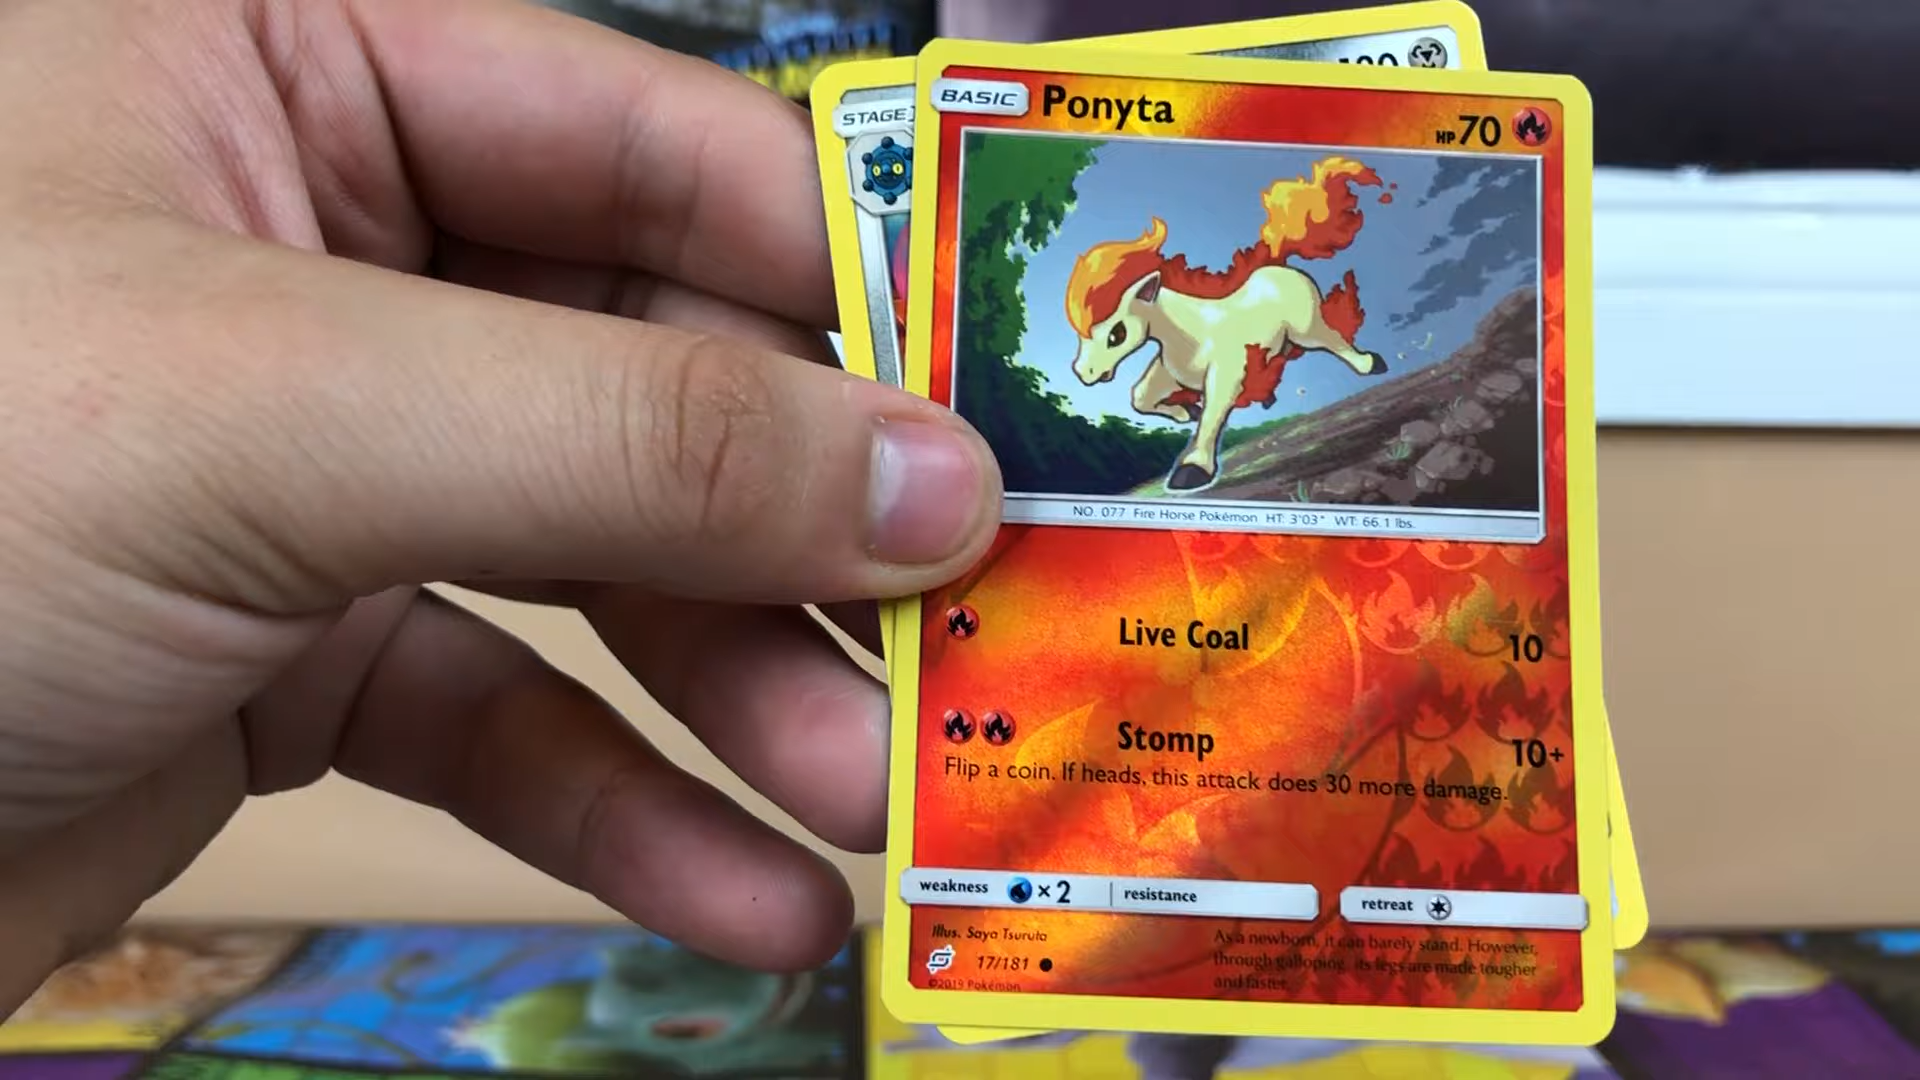 STAGE
BASIC Ponyta HP 70
NO. 077 Fire Horse Pokémon HT: 3'03" WT: 66.1 lbs.
Live Coal 10
Stomp 10+
Flip a coin. If heads, this attack does 30 more damage.
weakness ×2 resistance retreat
Illus. Saya Tsuruta
17/181
©2019 Pokémon
As a newborn, it can barely stand. However,
through galloping, its legs are made tougher
and faster.